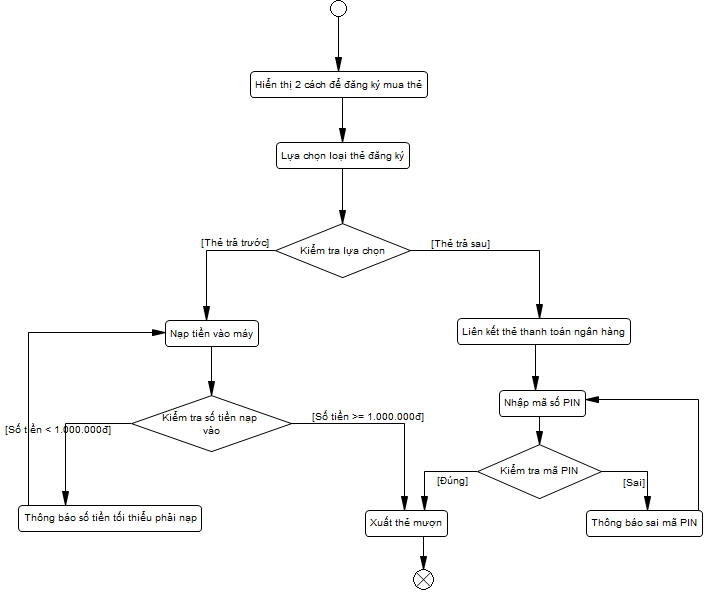 Hiển thị 2 cách để đăng ký mua thẻ
Lựa chọn loại thẻ đăng ký
Kiểm tra lựa chọn
[Thẻ trả trước]
[Thẻ trả sau]
Nạp tiền vào máy
Liên kết thẻ thanh toán ngân hàng
Kiểm tra số tiền nạp
vào
[Số tiền < 1.000.000đ]
[Số tiền >= 1.000.000đ]
Nhập mã số PIN
Kiểm tra mã PIN
[Đúng]
[Sai]
Thông báo số tiền tối thiểu phải nạp
Xuất thẻ mượn
Thông báo sai mã PIN